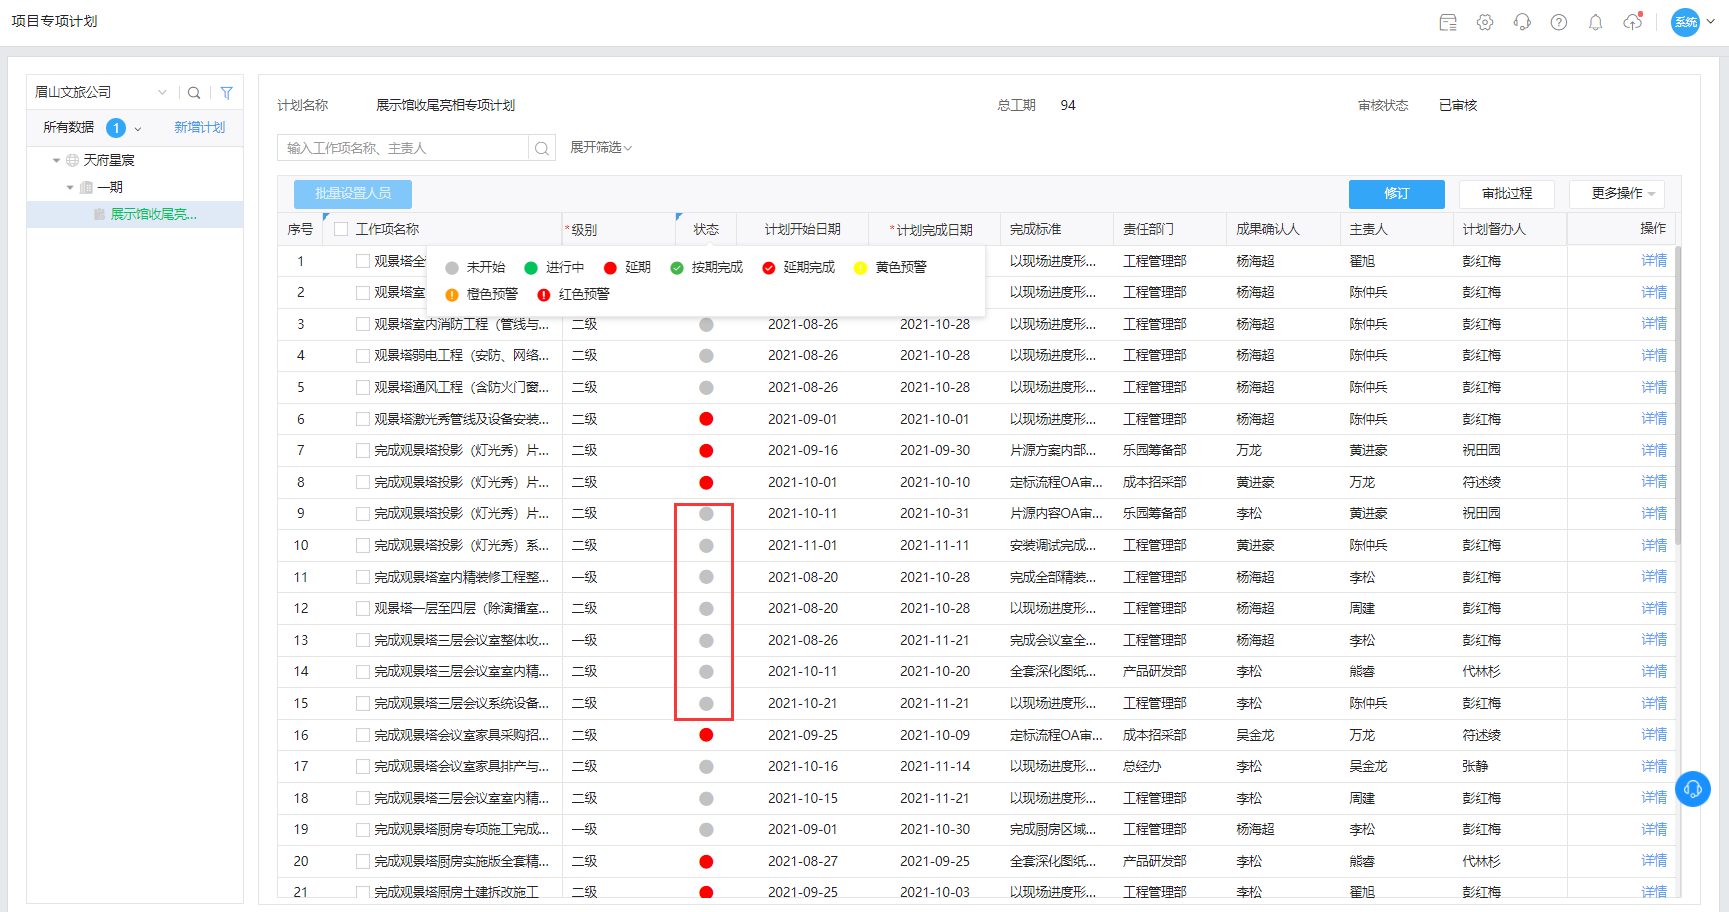 项目专项计划
系统
眉山文旅公司
所有数据 1 新增计划
天府星宸
一期
展示馆收尾亮...
计划名称 展示馆收尾亮相专项计划 总工期 94 审核状态 已审核
输入工作项名称、主责人 展开筛选
批量设置人员 修订 审批过程 更多操作
序号 工作项名称 *级别 状态 计划开始日期 *计划完成日期 完成标准 责任部门 成果确认人 主责人 计划督办人 操作
未开始 进行中 延期 按期完成 延期完成 黄色预警
橙色预警 红色预警
1 观景塔全 以现场进度形... 工程管理部 杨海超 翟旭 彭红梅 详情
2 观景塔室 以现场进度形... 工程管理部 杨海超 陈仲兵 彭红梅 详情
3 观景塔室内消防工程（管线与... 二级 2021-08-26 2021-10-28 以现场进度形... 工程管理部 杨海超 陈仲兵 彭红梅 详情
4 观景塔弱电工程（安防、网络... 二级 2021-08-26 2021-10-28 以现场进度形... 工程管理部 杨海超 陈仲兵 彭红梅 详情
5 观景塔通风工程（含防火门窗... 二级 2021-08-26 2021-10-28 以现场进度形... 工程管理部 杨海超 陈仲兵 彭红梅 详情
6 观景塔激光秀管线及设备安装... 二级 2021-09-01 2021-10-01 以现场进度形... 工程管理部 杨海超 陈仲兵 彭红梅 详情
7 完成观景塔投影（灯光秀）片... 二级 2021-09-16 2021-09-30 片源方案内部... 乐园筹备部 万龙 黄进豪 祝田园 详情
8 完成观景塔投影（灯光秀）片... 二级 2021-10-01 2021-10-10 定标流程OA审... 成本招采部 黄进豪 万龙 符述绫 详情
9 完成观景塔投影（灯光秀）片... 二级 2021-10-11 2021-10-31 片源内容OA审... 乐园筹备部 李松 黄进豪 祝田园 详情
10 完成观景塔投影（灯光秀）系... 二级 2021-11-01 2021-11-11 安装调试完成... 工程管理部 黄进豪 陈仲兵 彭红梅 详情
11 完成观景塔室内精装修工程整... 一级 2021-08-20 2021-10-28 完成全部精装... 工程管理部 杨海超 李松 彭红梅 详情
12 观景塔一层至四层（除演播室... 二级 2021-08-20 2021-10-28 以现场进度形... 工程管理部 杨海超 周建 彭红梅 详情
13 完成观景塔三层会议室整体收... 一级 2021-08-26 2021-11-21 完成会议室全... 工程管理部 杨海超 李松 彭红梅 详情
14 完成观景塔三层会议室室内精... 二级 2021-10-11 2021-10-20 全套深化图纸... 产品研发部 李松 熊睿 代林杉 详情
15 完成观景塔三层会议系统设备... 二级 2021-10-21 2021-11-21 以现场进度形... 工程管理部 李松 陈仲兵 彭红梅 详情
16 完成观景塔会议室家具采购招... 二级 2021-09-25 2021-10-09 定标流程OA审... 成本招采部 吴金龙 万龙 符述绫 详情
17 完成观景塔会议室家具排产与... 二级 2021-10-16 2021-11-14 以现场进度形... 总经办 李松 吴金龙 张静 详情
18 完成观景塔三层会议室室内精... 二级 2021-10-15 2021-11-21 以现场进度形... 工程管理部 李松 周建 彭红梅 详情
19 完成观景塔厨房专项施工完成... 一级 2021-09-01 2021-10-30 完成厨房区域... 工程管理部 杨海超 李松 彭红梅 详情
20 完成观景塔厨房实施版全套精... 二级 2021-08-27 2021-09-25 全套深化图纸... 产品研发部 李松 熊睿 代林杉 详情
21 完成观景塔厨房土建拆改施工 二级 2021-09-25 2021-10-03 以现场进度形... 工程管理部 李松 翟旭 彭红梅 详情